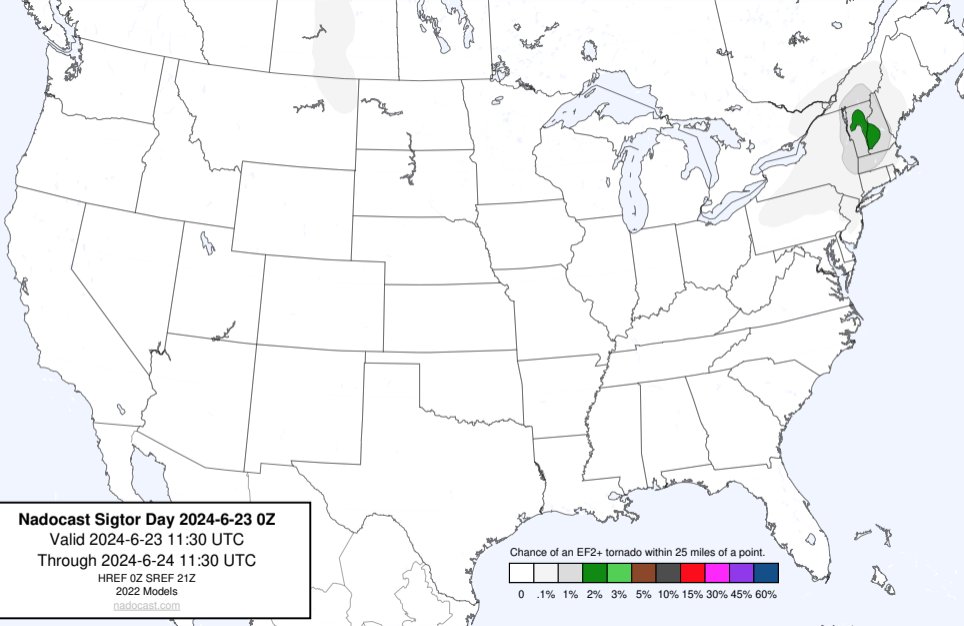 Nadocast Sigtor Day 2024-6-23 0Z
Valid 2024-6-23 11:30 UTC
Through 2024-6-24 11:30 UTC
HREF 0Z SREF 21Z
2022 Models
nadocast.com
Chance of an EF2+ tornado within 25 miles of a point.
0 .1% 1% 2% 3% 5% 10% 15% 30% 45% 60%